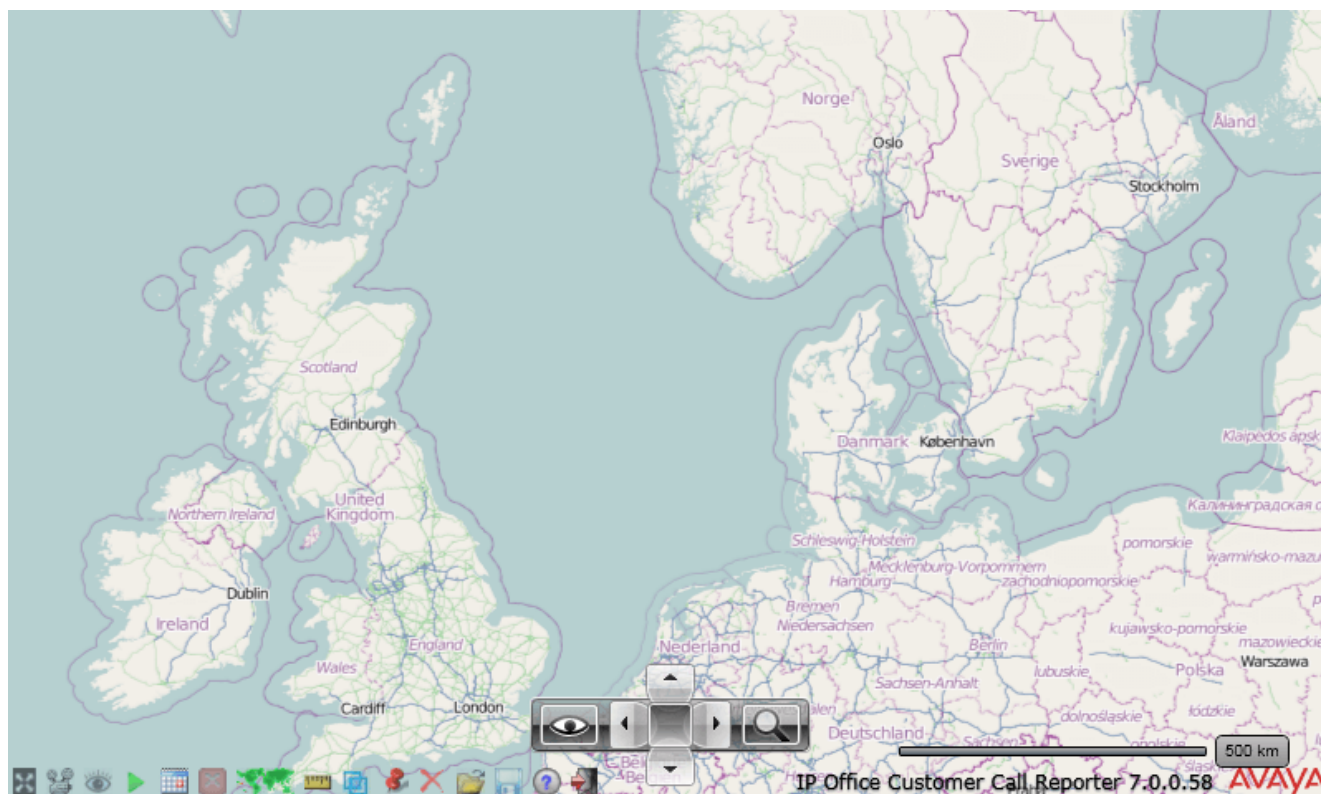 Norge
Oslo
Åland
Sverige
Stockholm
Scotland
Edinburgh
Danmark
København
Klaipėdos apsk
United
Kingdom
Northern Ireland
Калининградская о
Schleswig-Holstein
pomorskie
warmińsko-mazu
Mecklenburg-Vorpommern
Hamburg
zachodniopomorskie
Dublin
Bremen
Ireland
Niedersachsen
kujawsko-pomorskie
England
Nederland
Berlin
mazowieckie
Wales
lubuskie
Polska
Warszawa
Sachsen-Anhalt
Cardiff
London
dolnośląskie
łódzkie
Deutschland
Sachsen
opolskie
500 km
IP Office Customer Call Reporter 7.0.0.58
AVAYA